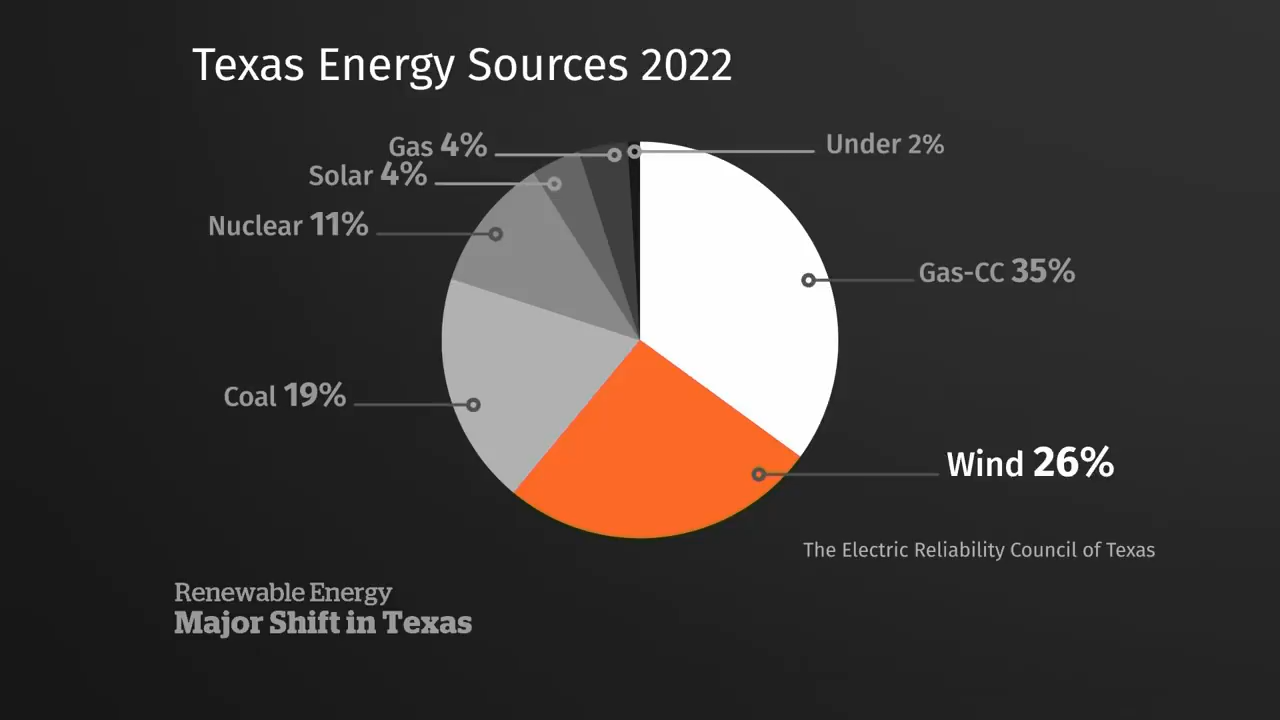 Texas Energy Sources 2022
Gas 4%
Under 2%
Solar 4%
Nuclear 11%
Gas-CC 35%
Coal 19%
Wind 26%
The Electric Reliability Council of Texas
Renewable Energy
Major Shift in Texas